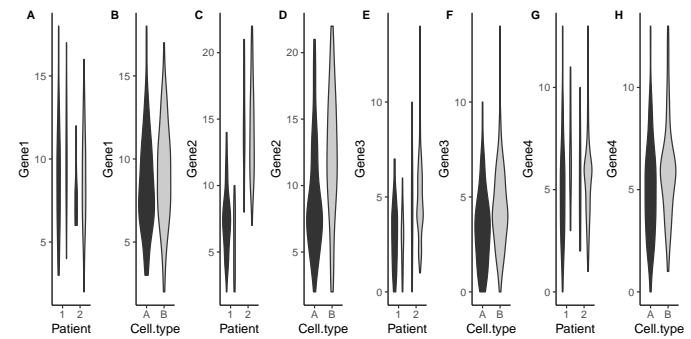 A B C D E F G H
Gene1 15 10 5
1 2
Patient
Gene1 15 10 5
A B
Cell.type
Gene2 20 15 10 5
1 2
Patient
Gene2 20 15 10 5
A B
Cell.type
Gene3 10 5 0
1 2
Patient
Gene3 10 5 0
A B
Cell.type
Gene4 10 5 0
1 2
Patient
Gene4 10 5 0
A B
Cell.type